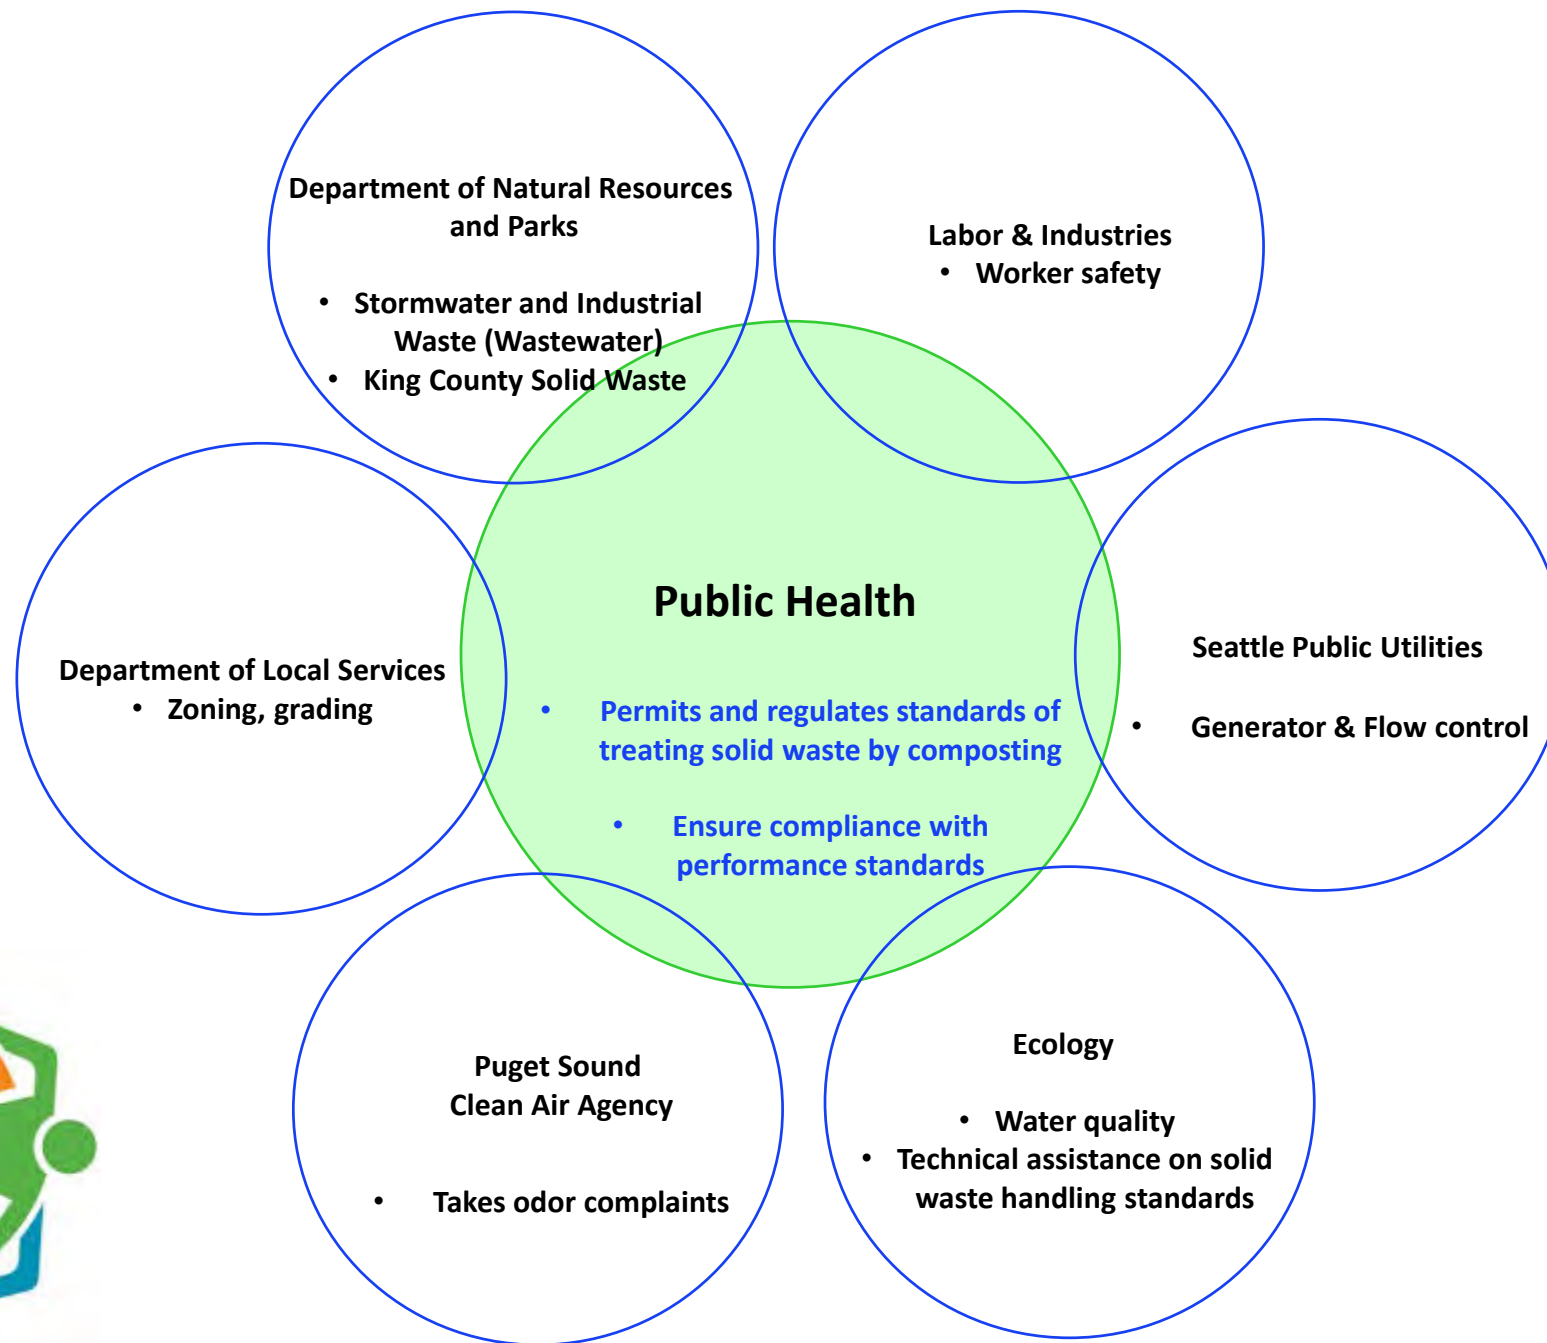 Department of Natural Resources
and Parks
• Stormwater and Industrial
Waste (Wastewater)
• King County Solid Waste
Labor & Industries
• Worker safety
Public Health
• Permits and regulates standards of
treating solid waste by composting
• Ensure compliance with
performance standards
Department of Local Services
• Zoning, grading
Seattle Public Utilities
• Generator & Flow control
Puget Sound
Clean Air Agency
• Takes odor complaints
Ecology
• Water quality
• Technical assistance on solid
waste handling standards